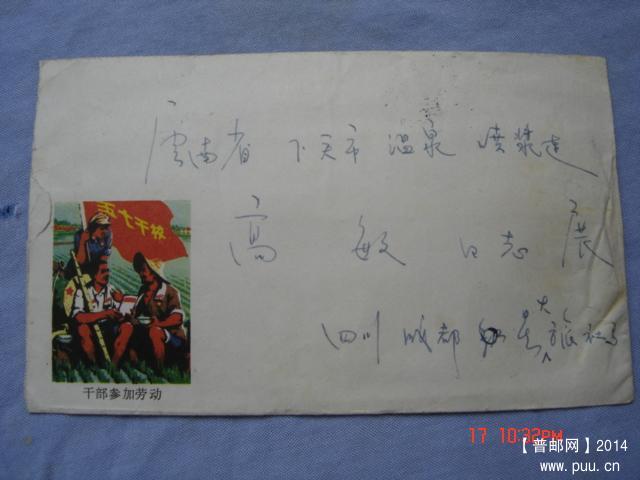 云南省 下关市 温泉
高 敏 同志
四川 成都
五七干校
干部参加劳动
17 10:32PM
【普邮网】2014
www.puu.cn